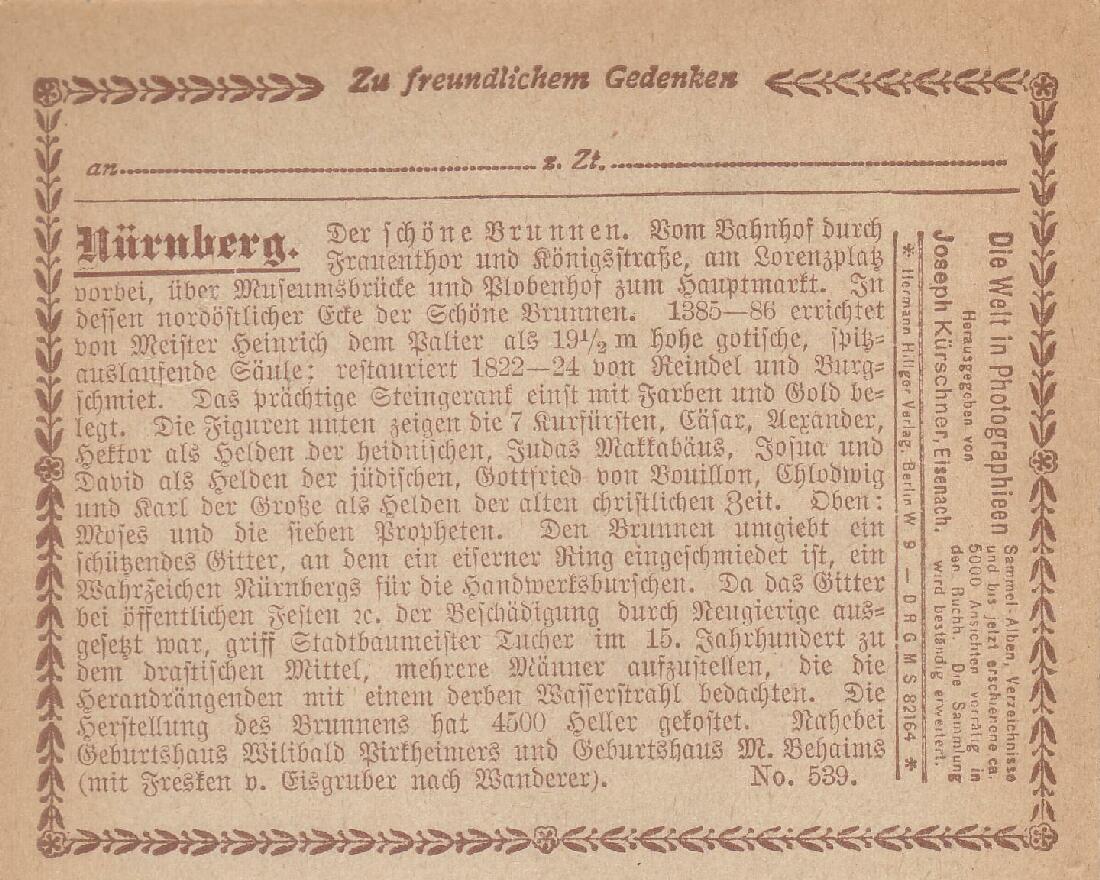 Zu freundlichem Gedenken
an z. Zt.
Nürnberg. Der schöne Brunnen. Vom Bahnhof durch
Frauenthor und Königsstraße, am Lorenzplatz
vorbei, über Museumsbrücke und Plobenhof zum Hauptmarkt. In
dessen nordöstlicher Ecke der Schöne Brunnen. 1385—86 errichtet
von Meister Heinrich dem Palier als 19½ m hohe gotische, spitz-
auslaufende Säule; restauriert 1822—24 von Reindel und Burg-
schmiet. Das prächtige Steingerank einst mit Farben und Gold be-
legt. Die Figuren unten zeigen die 7 Kurfürsten, Cäsar, Alexander,
Hektor als Helden der heidnischen, Judas Makkabäus, Josua und
David als Helden der jüdischen, Gottfried von Bouillon, Chlodwig
und Karl der Große als Helden der alten christlichen Zeit. Oben:
Moses und die sieben Propheten. Den Brunnen umgiebt ein
schützendes Gitter, an dem ein eiserner Ring eingeschmiedet ist, ein
Wahrzeichen Nürnbergs für die Handwerksburschen. Da das Gitter
bei öffentlichen Festen ꝛc. der Beschädigung durch Neugierige aus-
gesetzt war, griff Stadtbaumeister Tucher im 15. Jahrhundert zu
dem drastischen Mittel, mehrere Männer aufzustellen, die die
Herandrängenden mit einem derben Wasserstrahl bedachten. Die
Herstellung des Brunnens hat 4500 Heller gekostet. Nahebei
Geburtshaus Wilibald Pirkheimers und Geburtshaus M. Behaims
(mit Fresken v. Eisgruber nach Wanderer). No. 539.
Die Welt in Photographieen
Herausgegeben von
Joseph Kürschner, Eisenach.
Sammel-Alben, Verzeichnisse
und bis jetzt erschienene ca.
5000 Ansichten vorrätig in
den Buchh. Die Sammlung
wird beständig erweitert.
* Hermann Hillger Verlag, Berlin W 9 — D R G M S 82164 *